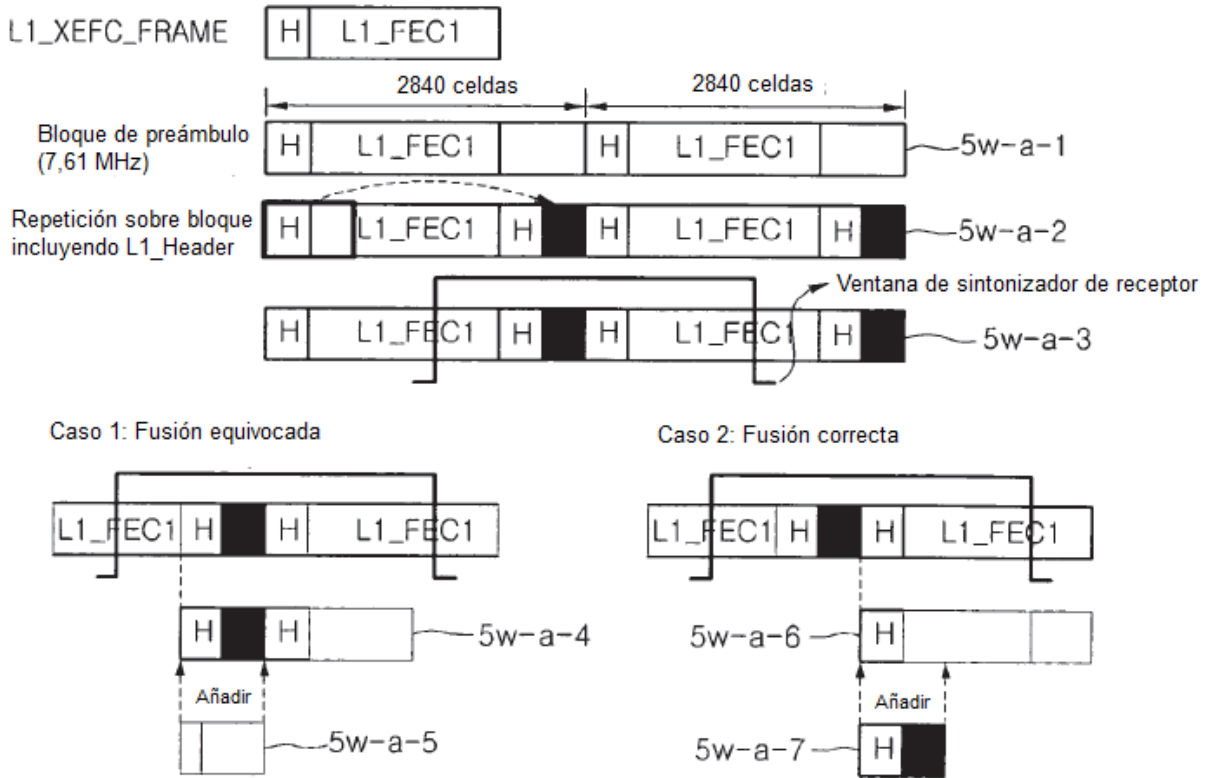 L1_XEFC_FRAME H L1_FEC1
2840 celdas 2840 celdas
Bloque de preámbulo
(7,61 MHz)
H L1_FEC1 H L1_FEC1 5w-a-1
Repetición sobre bloque
incluyendo L1_Header
H L1_FEC1 H H L1_FEC1 H 5w-a-2
Ventana de sintonizador de receptor
H L1_FEC1 H H L1_FEC1 H 5w-a-3
Caso 1: Fusión equivocada
L1_FEC1 H H L1_FEC1
H H 5w-a-4
Añadir
5w-a-5
Caso 2: Fusión correcta
L1_FEC1 H H L1_FEC1
5w-a-6 H
Añadir
5w-a-7 H